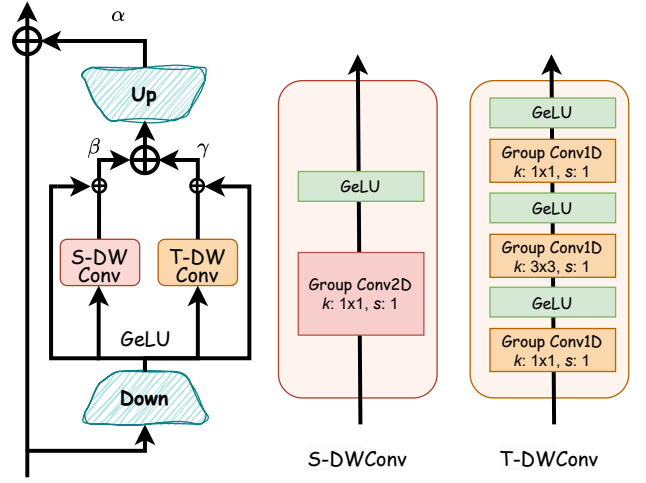 α
Up
β
γ
S-DW
Conv
T-DW
Conv
GeLU
Down
GeLU
Group Conv2D
k: 1x1, s: 1
S-DWConv
GeLU
Group Conv1D
k: 1x1, s: 1
GeLU
Group Conv1D
k: 3x3, s: 1
GeLU
Group Conv1D
k: 1x1, s: 1
T-DWConv